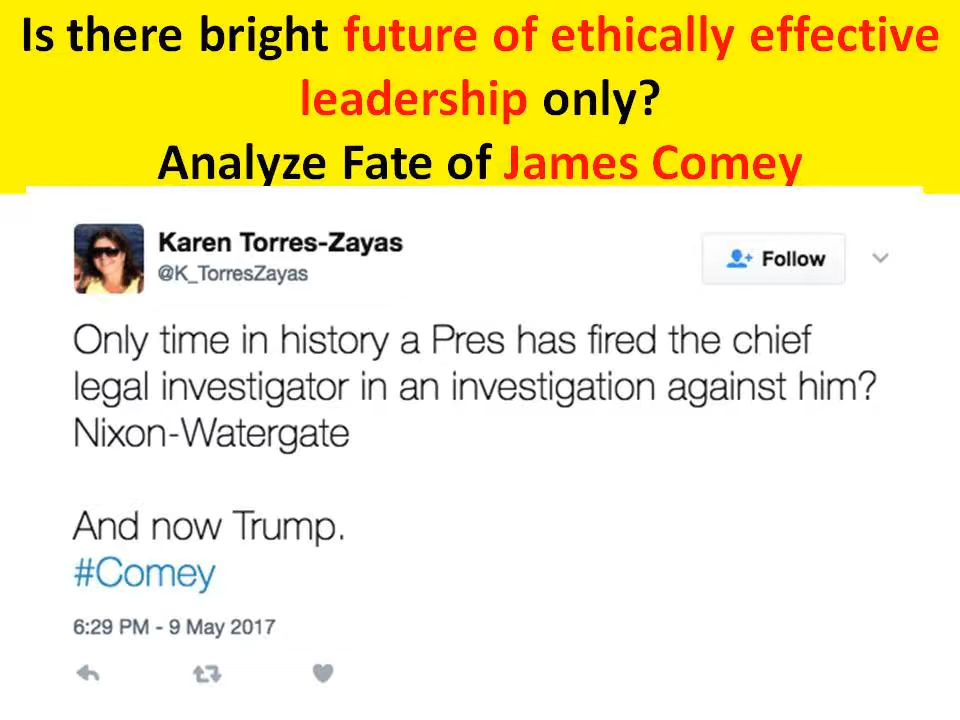 Is there bright future of ethically effective
leadership only?
Analyze Fate of James Comey
Karen Torres-Zayas
@K_TorresZayas
Follow
Only time in history a Pres has fired the chief
legal investigator in an investigation against him?
Nixon-Watergate
And now Trump.
#Comey
6:29 PM - 9 May 2017